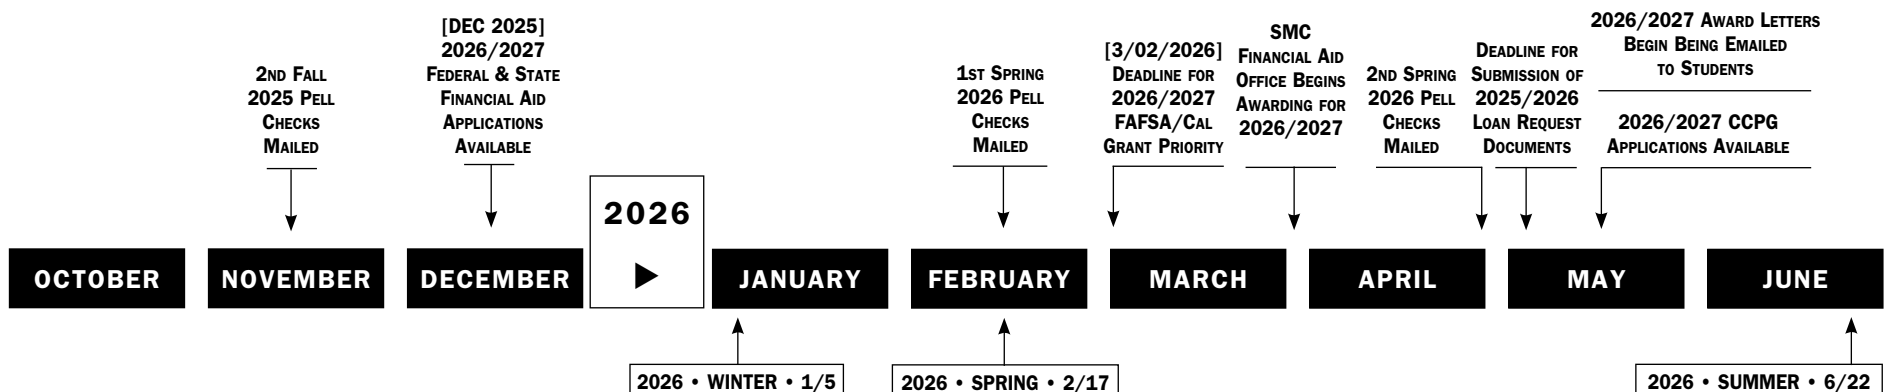 2ND FALL
2025 PELL
CHECKS
MAILED
[DEC 2025]
2026/2027
FEDERAL & STATE
FINANCIAL AID
APPLICATIONS
AVAILABLE
1ST SPRING
2026 PELL
CHECKS
MAILED
[3/02/2026]
DEADLINE FOR
2026/2027
FAFSA/CAL
GRANT PRIORITY
SMC
FINANCIAL AID
OFFICE BEGINS
AWARDING FOR
2026/2027
2ND SPRING
2026 PELL
CHECKS
MAILED
DEADLINE FOR
SUBMISSION OF
2025/2026
LOAN REQUEST
DOCUMENTS
2026/2027 AWARD LETTERS
BEGIN BEING EMAILED
TO STUDENTS
2026/2027 CCPG
APPLICATIONS AVAILABLE
OCTOBER
NOVEMBER
DECEMBER
2026
JANUARY
FEBRUARY
MARCH
APRIL
MAY
JUNE
2026 • WINTER • 1/5
2026 • SPRING • 2/17
2026 • SUMMER • 6/22